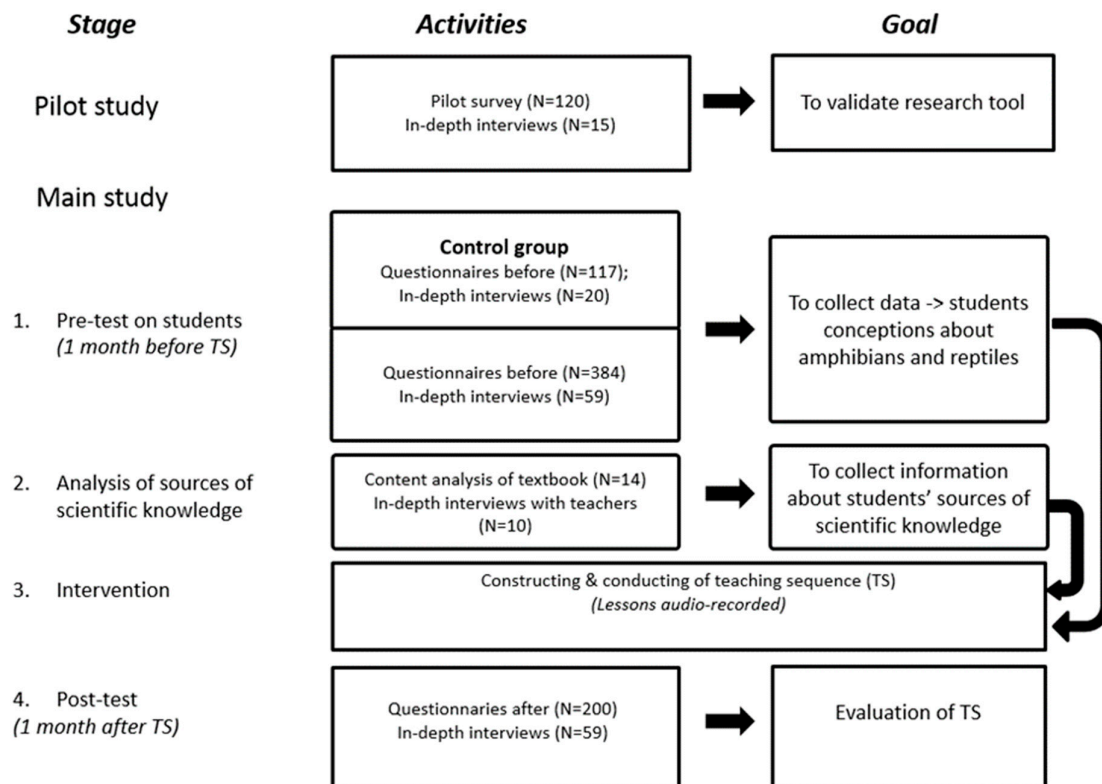 Stage Activities Goal
Pilot study
Pilot survey (N=120)
In-depth interviews (N=15)
To validate research tool
Main study
1. Pre-test on students
(1 month before TS)
Control group
Questionnaires before (N=117);
In-depth interviews (N=20)
Questionnaires before (N=384)
In-depth interviews (N=59)
To collect data -> students
conceptions about
amphibians and reptiles
2. Analysis of sources of
scientific knowledge
Content analysis of textbook (N=14)
In-depth interviews with teachers
(N=10)
To collect information
about students’ sources of
scientific knowledge
3. Intervention
Constructing & conducting of teaching sequence (TS)
(Lessons audio-recorded)
4. Post-test
(1 month after TS)
Questionnaries after (N=200)
In-depth interviews (N=59)
Evaluation of TS